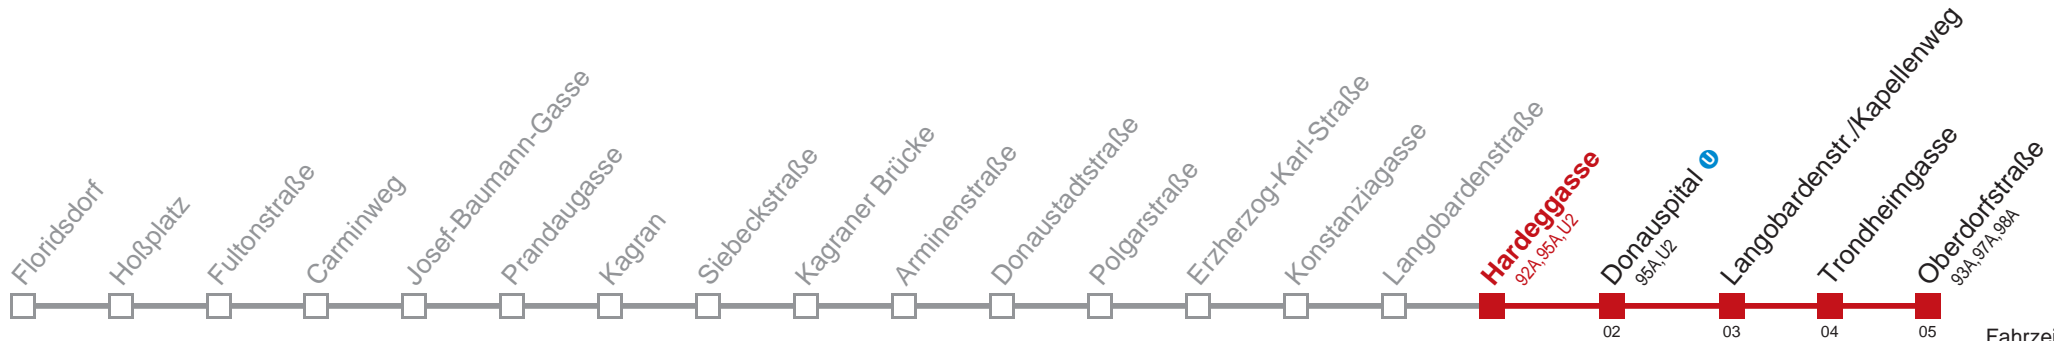 Floridsdorf
Hoßplatz
Fultonstraße
Carminweg
Josef-Baumann-Gasse
Prandaugasse
Kagran
Siebeckstraße
Kagraner Brücke
Arminenstraße
Donaustadtstraße
Polgarstraße
Erzherzog-Karl-Straße
Konstanziagasse
Langobardenstraße
Hardeggasse
92A,95A,U2
Donauspital U
95A,U2
Langobardenstr./Kapellenweg
Trondheimgasse
Oberdorfstraße
93A,97A,98A
02
03
04
05
Fahrzei